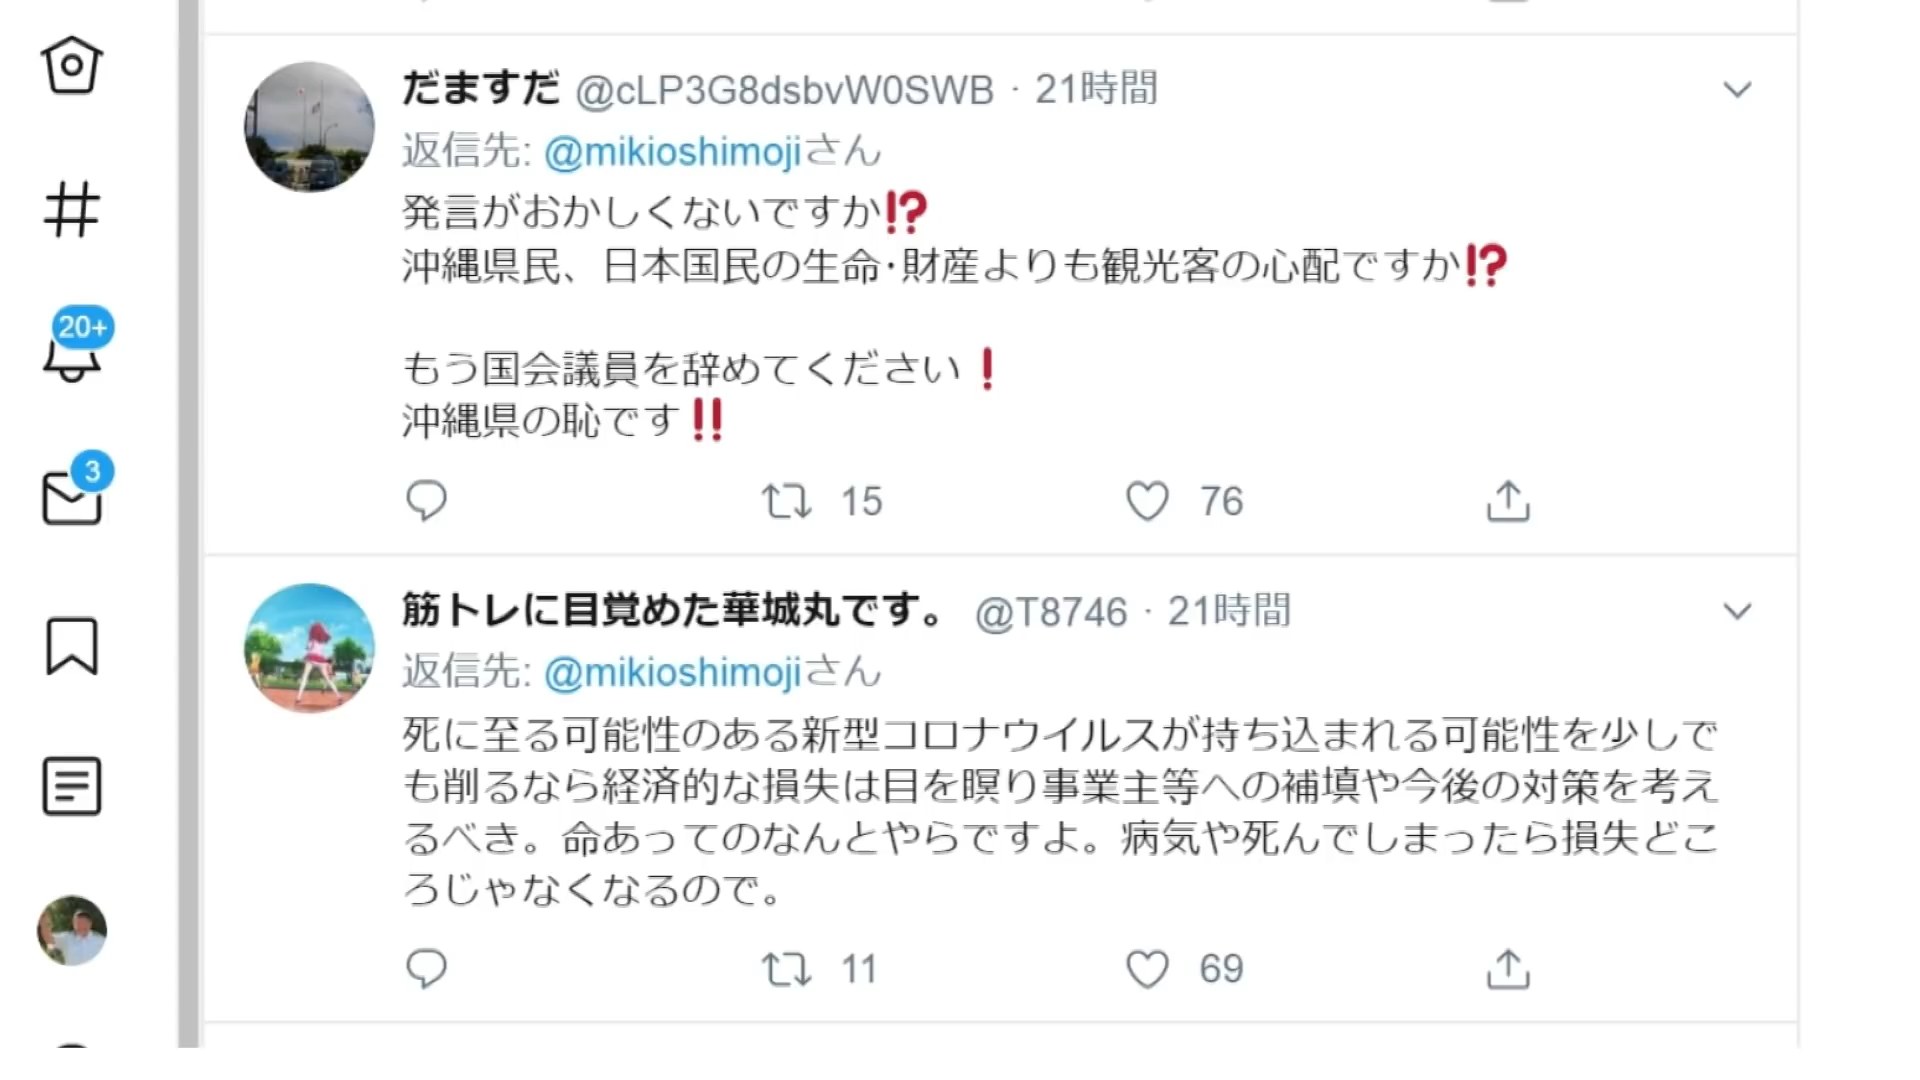 だますだ @cLP3G8dsbvW0SWB · 21時間
返信先: @mikioshimojiさん
発言がおかしくないですか⁉
沖縄県民、日本国民の生命·財産よりも観光客の心配ですか⁉
もう国会議員を辞めてください❗
沖縄県の恥です‼
15
76
筋トレに目覚めた華城丸です。 @T8746 · 21時間
返信先: @mikioshimojiさん
死に至る可能性のある新型コロナウイルスが持ち込まれる可能性を少しで
も削るなら経済的な損失は目を瞑り事業主等への補填や今後の対策を考え
るべき。命あってのなんとやらですよ。病気や死んでしまったら損失どこ
ろじゃなくなるので。
11
69
20+
3